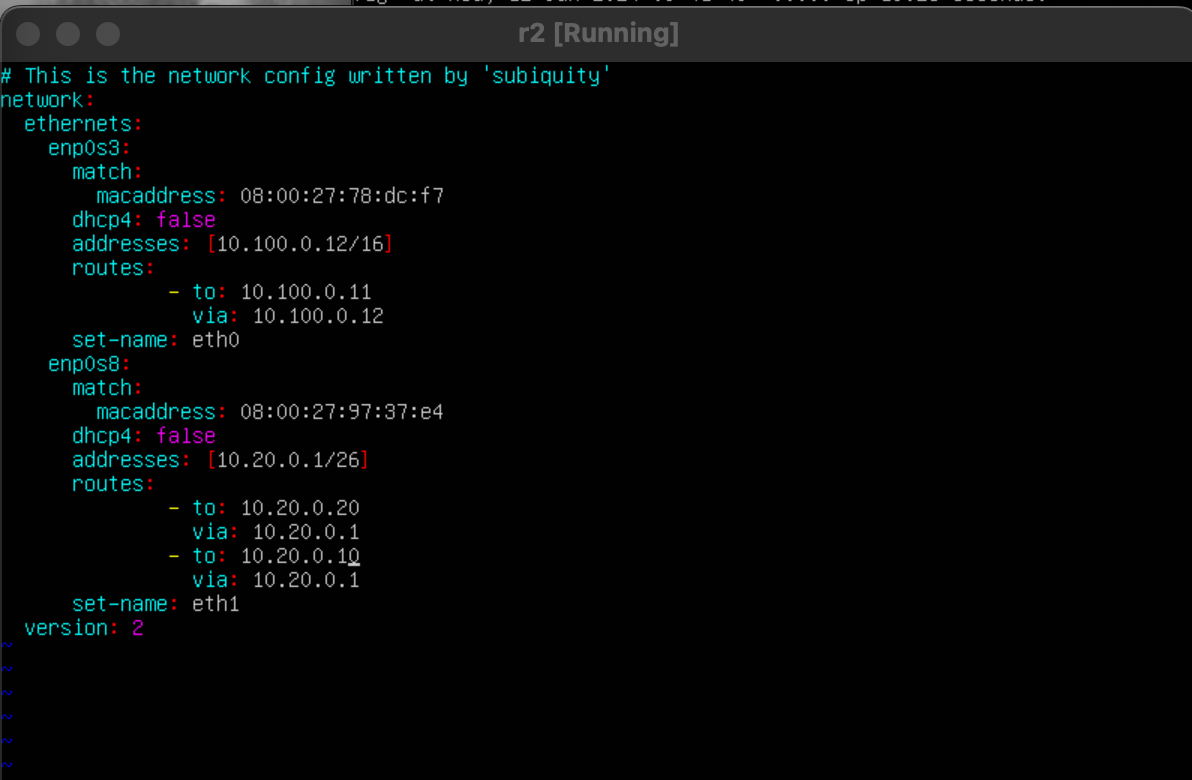 r2 [Running]
# This is the network config written by 'subiquity'
network:
  ethernets:
    enp0s3:
      match:
        macaddress: 08:00:27:78:dc:f7
      dhcp4: false
      addresses: [10.100.0.12/16]
      routes:
              - to: 10.100.0.11
                via: 10.100.0.12
      set-name: eth0
    enp0s8:
      match:
        macaddress: 08:00:27:97:37:e4
      dhcp4: false
      addresses: [10.20.0.1/26]
      routes:
              - to: 10.20.0.20
                via: 10.20.0.1
              - to: 10.20.0.10
                via: 10.20.0.1
      set-name: eth1
  version: 2
~
~
~
~
~
~